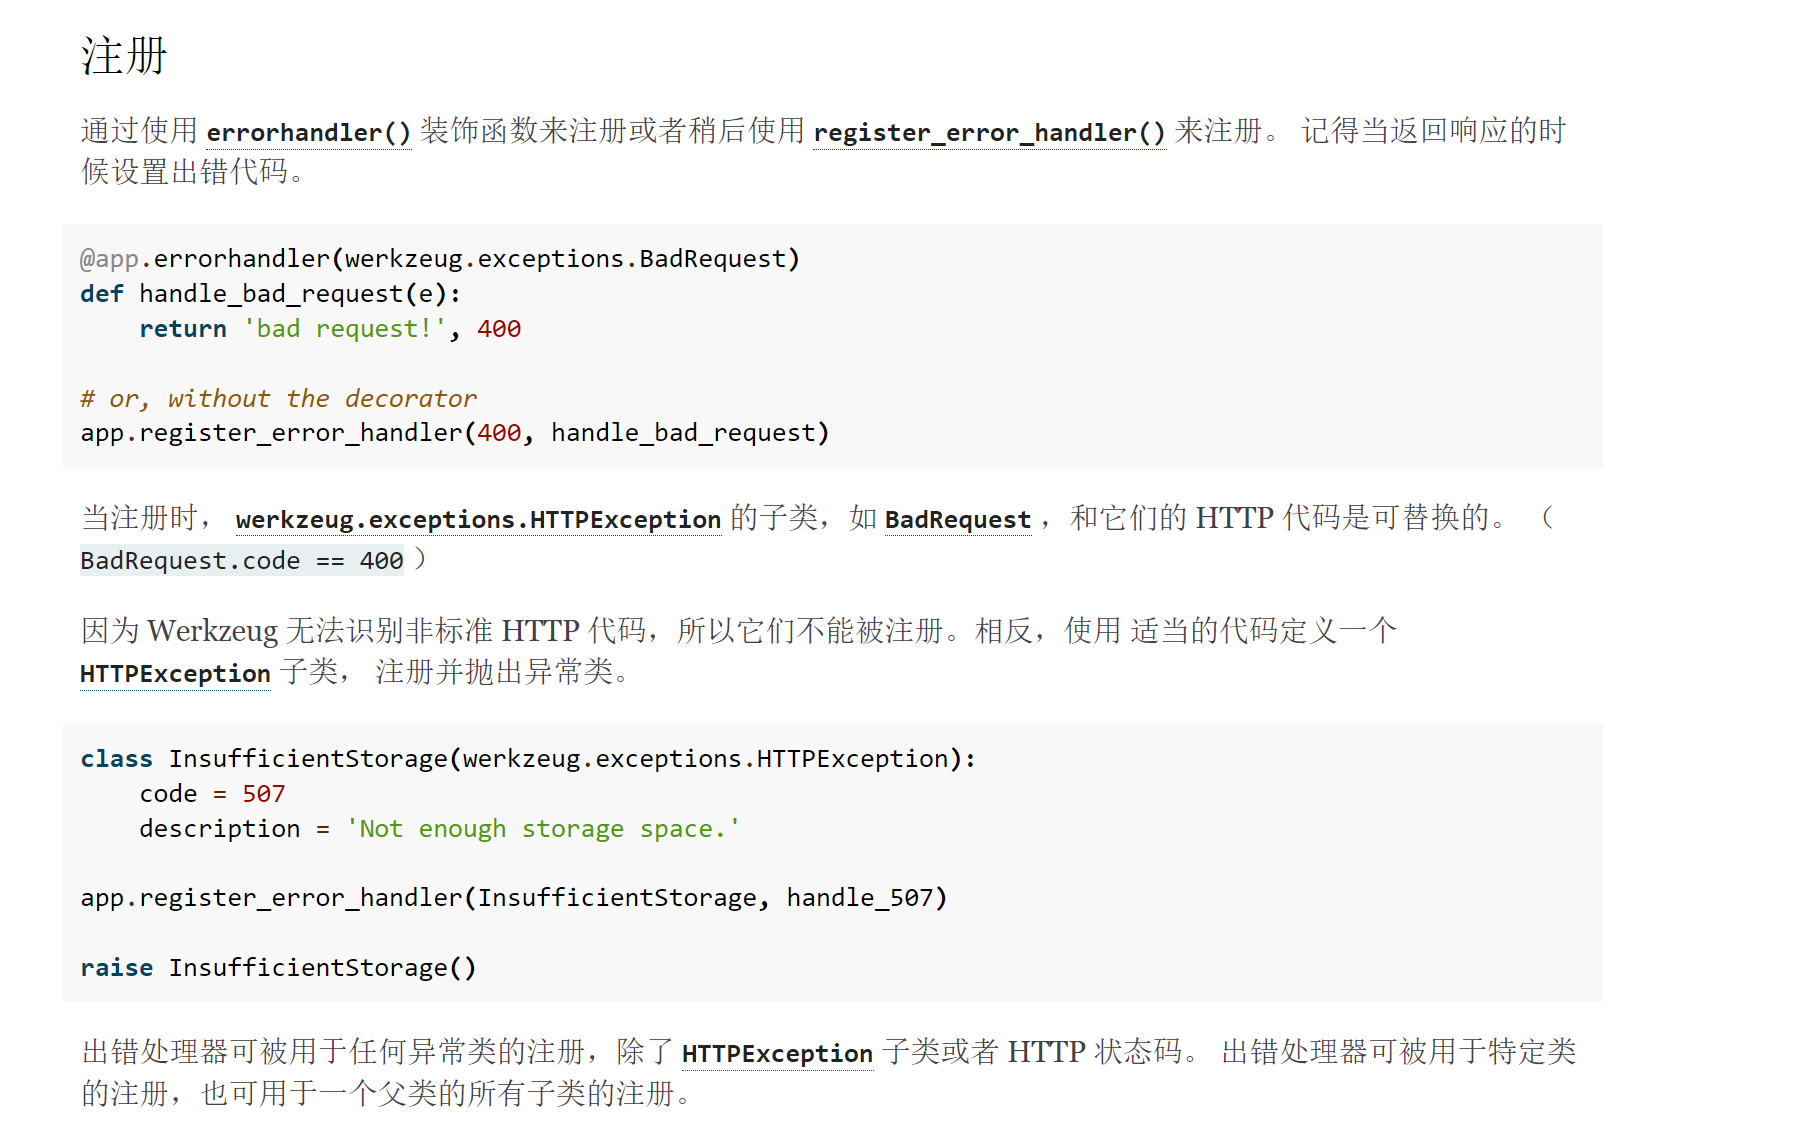 注册
通过使用 errorhandler() 装饰函数来注册或者稍后使用 register_error_handler() 来注册。 记得当返回响应的时
候设置出错代码。
@app.errorhandler(werkzeug.exceptions.BadRequest)
def handle_bad_request(e):
    return 'bad request!', 400
# or, without the decorator
app.register_error_handler(400, handle_bad_request)
当注册时， werkzeug.exceptions.HTTPException 的子类，如 BadRequest ，和它们的 HTTP 代码是可替换的。 （
BadRequest.code == 400 ）
因为 Werkzeug 无法识别非标准 HTTP 代码，所以它们不能被注册。相反，使用 适当的代码定义一个
HTTPException 子类， 注册并抛出异常类。
class InsufficientStorage(werkzeug.exceptions.HTTPException):
    code = 507
    description = 'Not enough storage space.'
app.register_error_handler(InsufficientStorage, handle_507)
raise InsufficientStorage()
出错处理器可被用于任何异常类的注册，除了 HTTPException 子类或者 HTTP 状态码。 出错处理器可被用于特定类
的注册，也可用于一个父类的所有子类的注册。